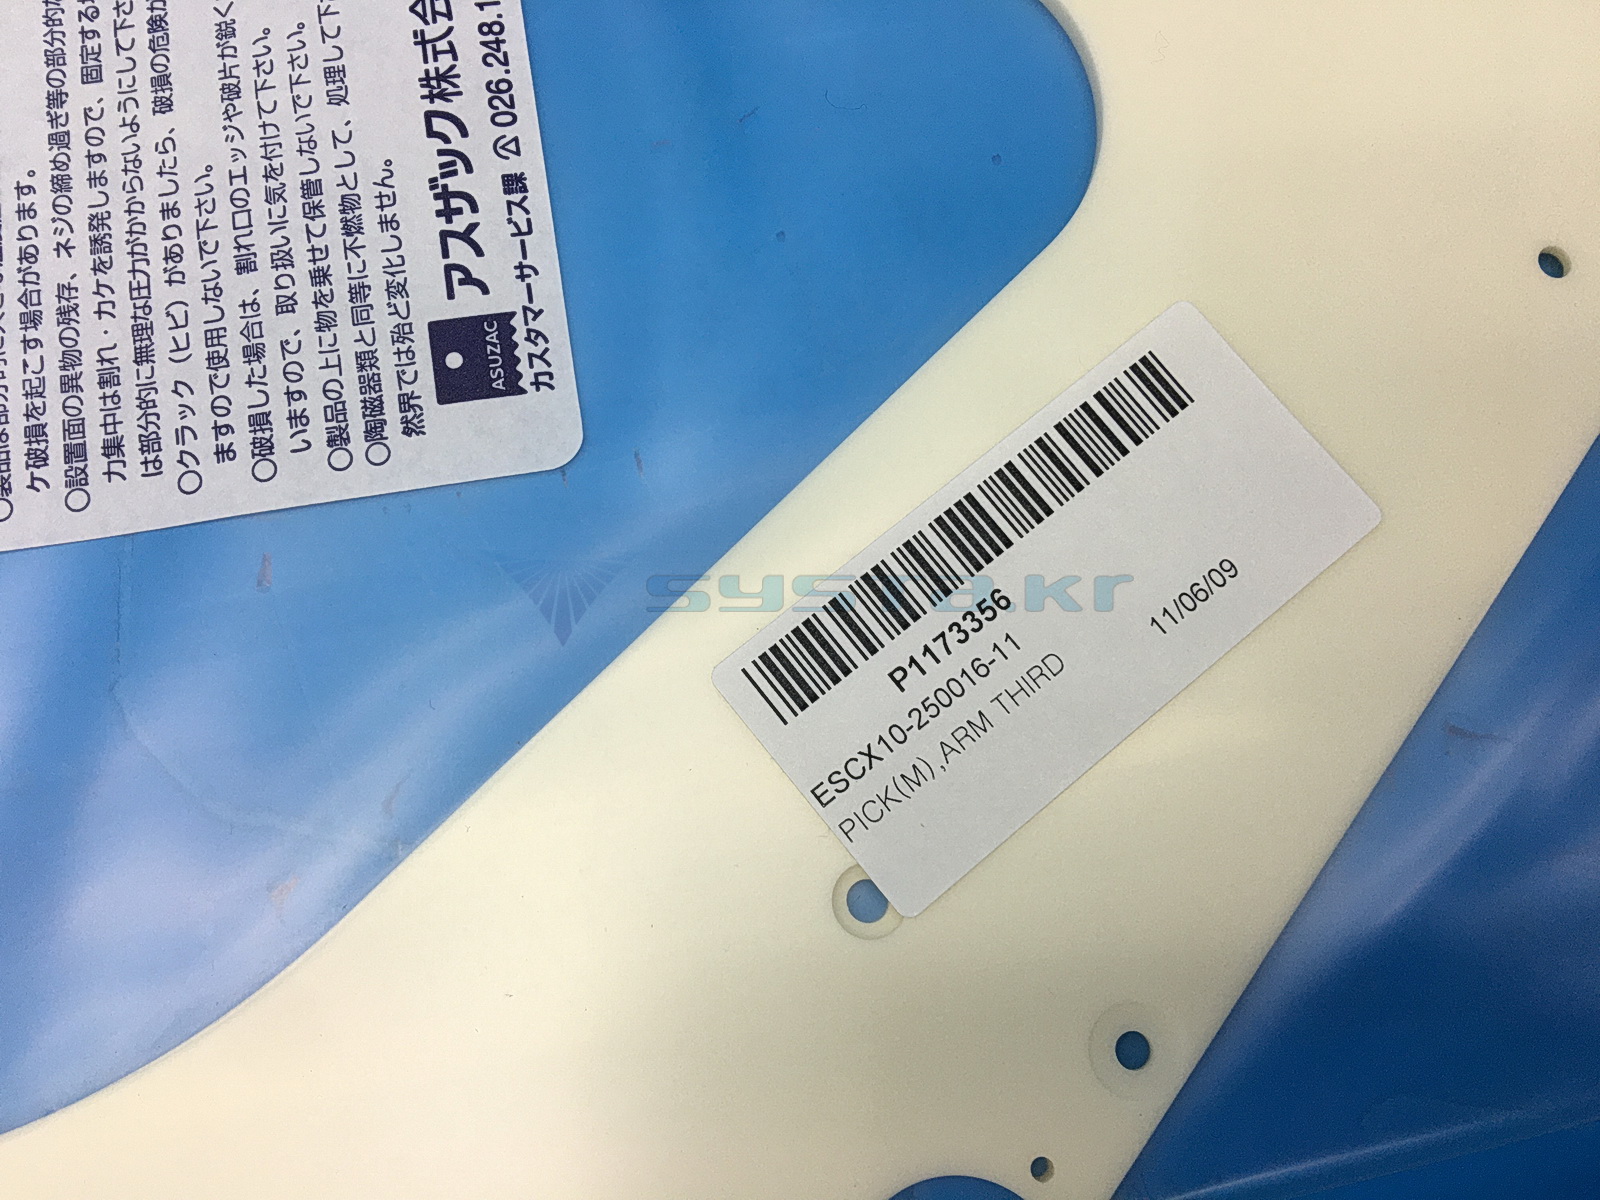 ケ破損を起こす場合があります。
○設置面の異物の残存、ネジの締め過ぎ等の部分的な
力集中は割れ・カケを誘発しますので、固定する
は部分的に無理な圧力がかからないようにして下さ
○クラック（ヒビ）がありましたら、破損の危険が
ますので使用しないで下さい。
○破損した場合は、割れ口のエッジや破片が鋭く
いますので、取り扱いに気を付けて下さい。
○製品の上に物を乗せて保管しないで下さい。
○陶磁器類と同等に不燃物として、処理して下
然界では殆ど変化しません。
ASUZAC
アスザック株式会
カスタマーサービス課 ☎026.248.1
systa.kr
P1173356
ESCX10-250016-11
PICK(M),ARM THIRD
11/06/09